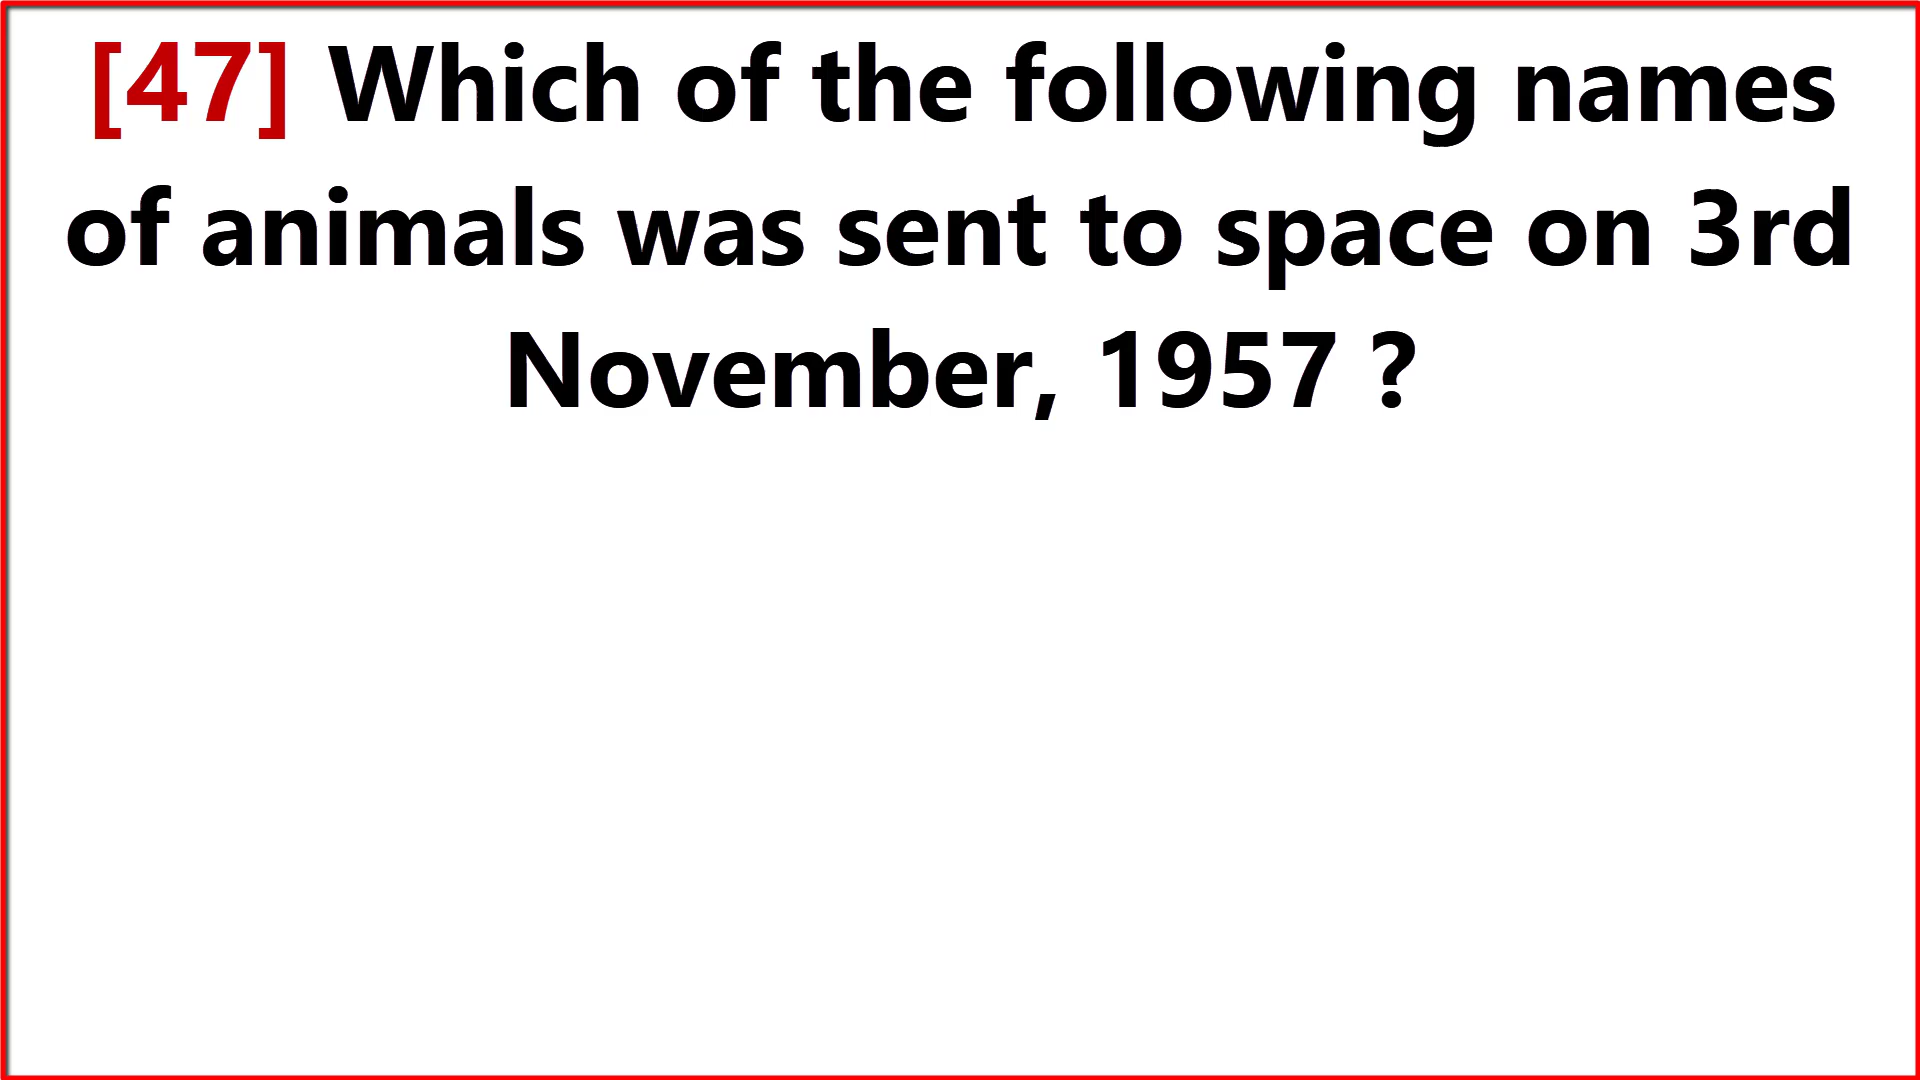 [47] Which of the following names
of animals was sent to space on 3rd
November, 1957 ?